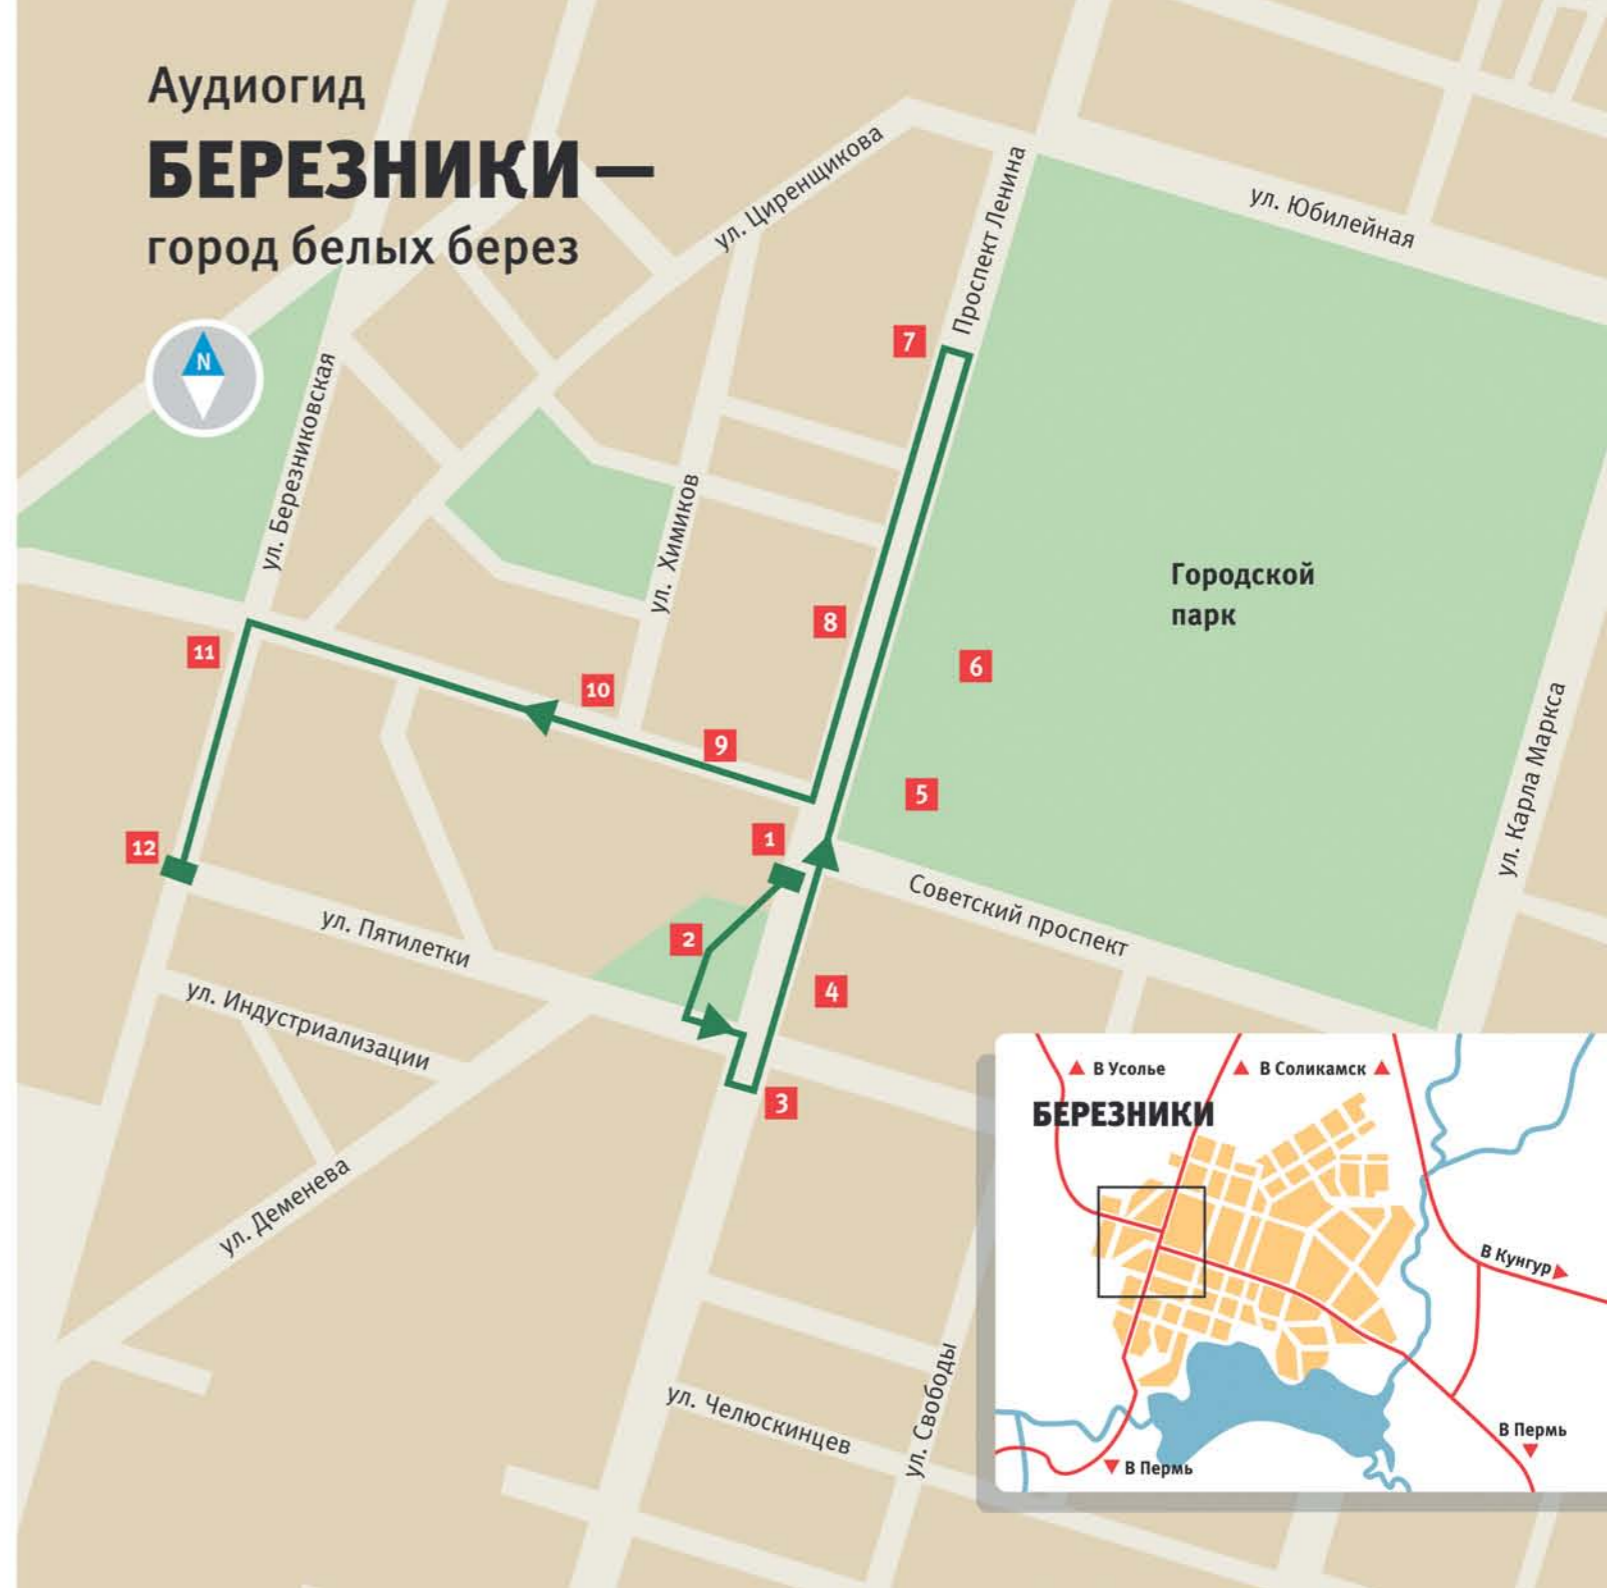 Аудиогид
БЕРЕЗНИКИ —
город белых берез
N
ул. Циренщикова
Проспект Ленина
ул. Юбилейная
7
ул. Березниковская
ул. Химиков
Городской
парк
8
6
11
10
9
5
ул. Карла Маркса
1
12
Советский проспект
2
ул. Пятилетки
4
ул. Индустриализации
3
ул. Деменева
ул. Челюскинцев
ул. Свободы
В Усолье
В Соликамск
БЕРЕЗНИКИ
В Кунгур
В Пермь
В Пермь